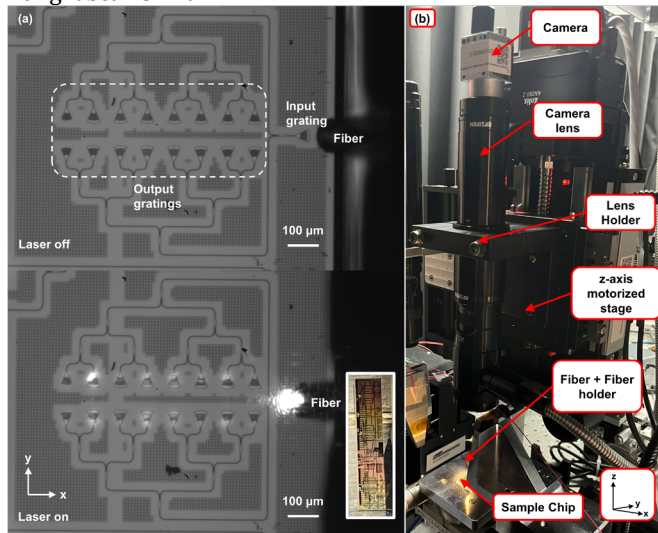 (a)
Input
grating
Fiber
Output
gratings
Laser off
100 µm
Fiber
y
x
Laser on
100 µm
(b)
Camera
Camera
lens
Lens
Holder
z-axis
motorized
stage
Fiber + Fiber
holder
Sample Chip
z
y
x